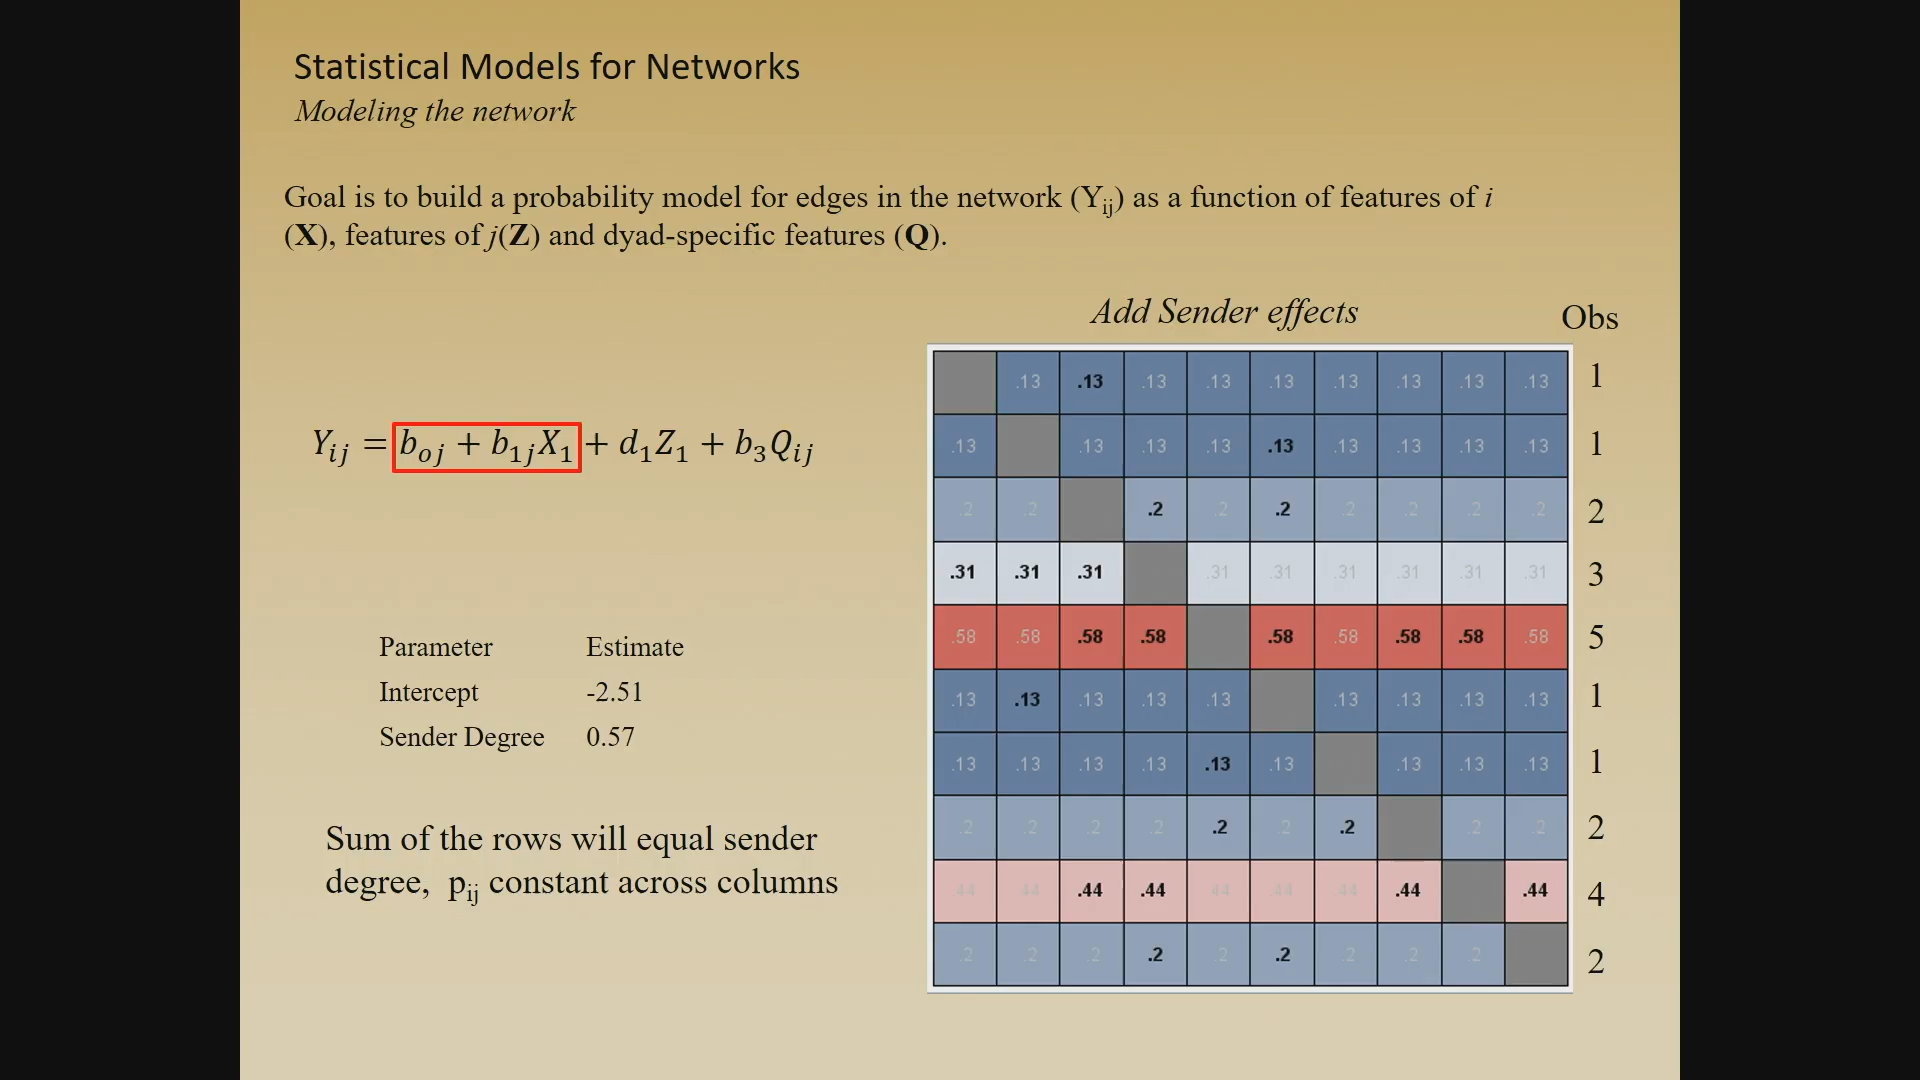 Statistical Models for Networks
Modeling the network
Goal is to build a probability model for edges in the network (Yij) as a function of features of i
(X), features of j(Z) and dyad-specific features (Q).
Add Sender effects Obs
.13 .13 .13 .13 .13 .13 .13 .13 .13 1
Yij = boj + b1jX1 + d1Z1 + b3Qij
.13 .13 .13 .13 .13 .13 .13 .13 .13 1
.2 .2 .2 .2 .2 .2 .2 .2 .2 2
.31 .31 .31 .31 .31 .31 .31 .31 .31 3
.58 .58 .58 .58 .58 .58 .58 .58 .58 5
Parameter Estimate
Intercept -2.51
Sender Degree 0.57
.13 .13 .13 .13 .13 .13 .13 .13 .13 1
.13 .13 .13 .13 .13 .13 .13 .13 .13 1
.2 .2 .2 .2 .2 .2 .2 .2 .2 2
.44 .44 .44 .44 .44 .44 .44 .44 .44 4
.2 .2 .2 .2 .2 .2 .2 .2 .2 2
Sum of the rows will equal sender
degree, pij constant across columns